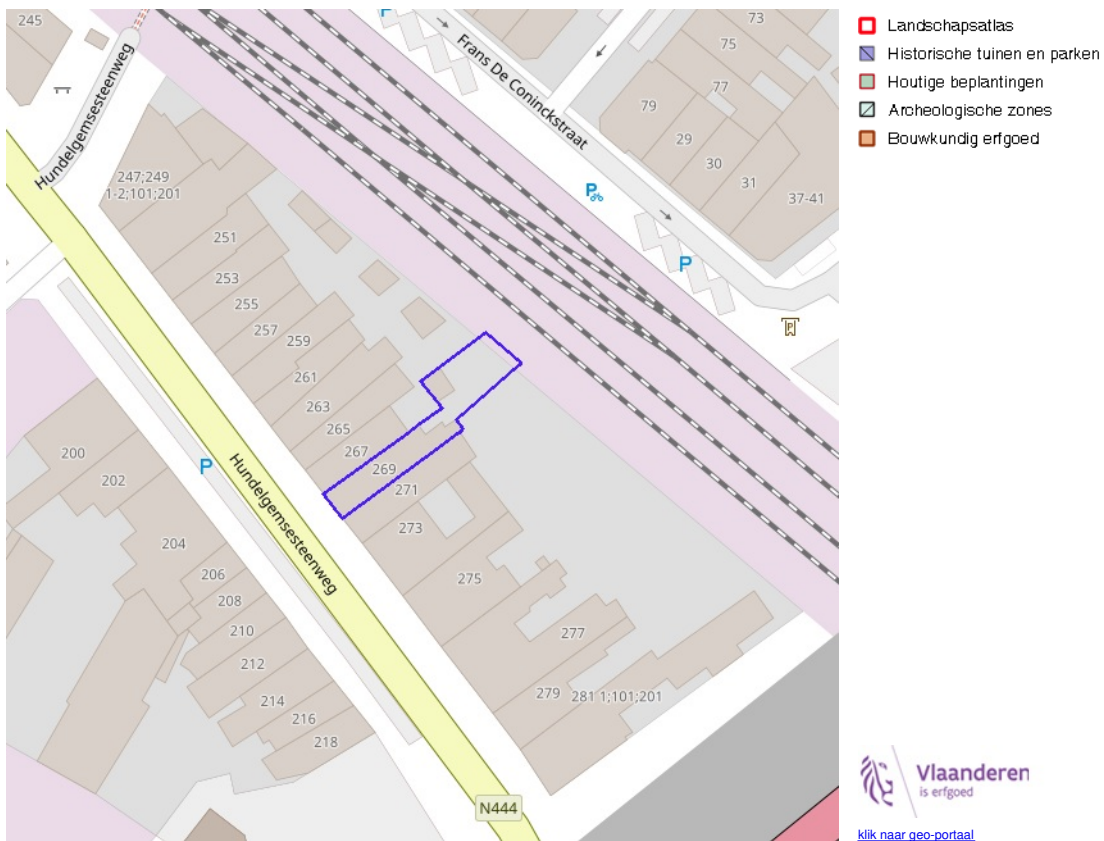 245
Hundelgemsesteenweg
P
Frans De Coninckstraat
73
75
77
79
29
30
31
37-41
P
P
P
247;249
1-2;101;201
251
253
255
257
259
261
263
265
267
269
271
273
275
277
279
281 1;101;201
200
202
204
206
208
210
212
214
216
218
P
Hundelgemsesteenweg
N444
Landschapsatlas
Historische tuinen en parken
Houtige beplantingen
Archeologische zones
Bouwkundig erfgoed
Vlaanderen
is erfgoed
klik naar geo-portaal